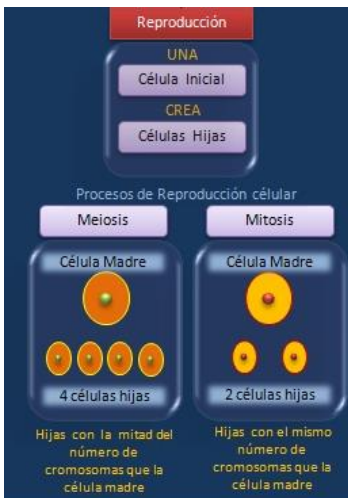 Reproducción
UNA
Célula Inicial
CREA
Células Hijas
Procesos de Reproducción célular
Meiosis
Célula Madre
4 células hijas
Hijas con la mitad del
número de
cromosomas que la
célula madre
Mitosis
Célula Madre
2 células hijas
Hijas con el mismo
número de
cromosomas que la
célula madre